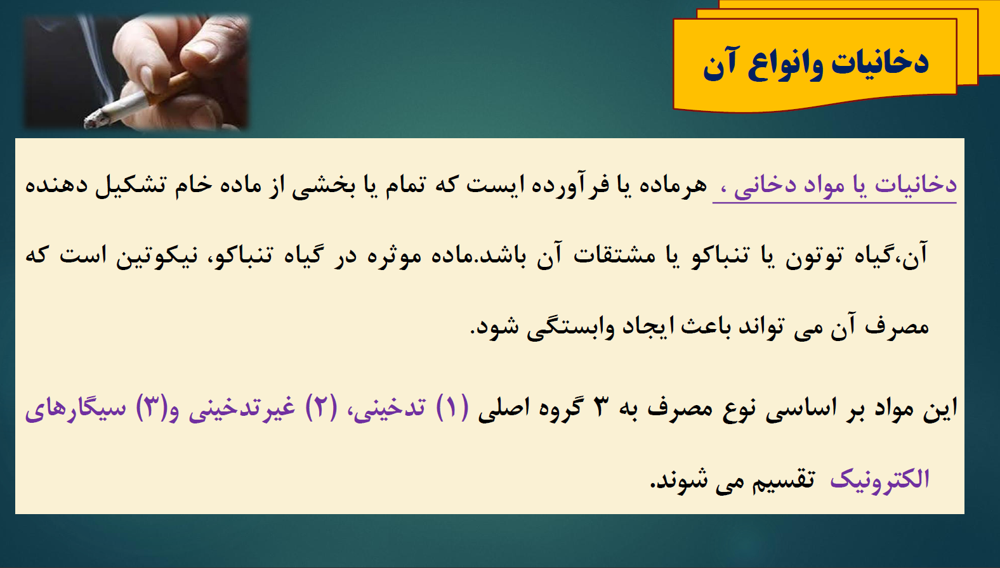 دخانیات وانواع آن
دخانیات یا مواد دخانی ، هرماده یا فرآورده ایست که تمام یا بخشی از ماده خام تشکیل دهنده
آن،گیاه توتون یا تنباکو یا مشتقات آن باشد.ماده موثره در گیاه تنباکو، نیکوتین است که
مصرف آن می تواند باعث ایجاد وابستگی شود.
این مواد بر اساسی نوع مصرف به ۳ گروه اصلی (۱) تدخینی، (۲) غیرتدخینی و(۳) سیگارهای
الکترونیک تقسیم می شوند.